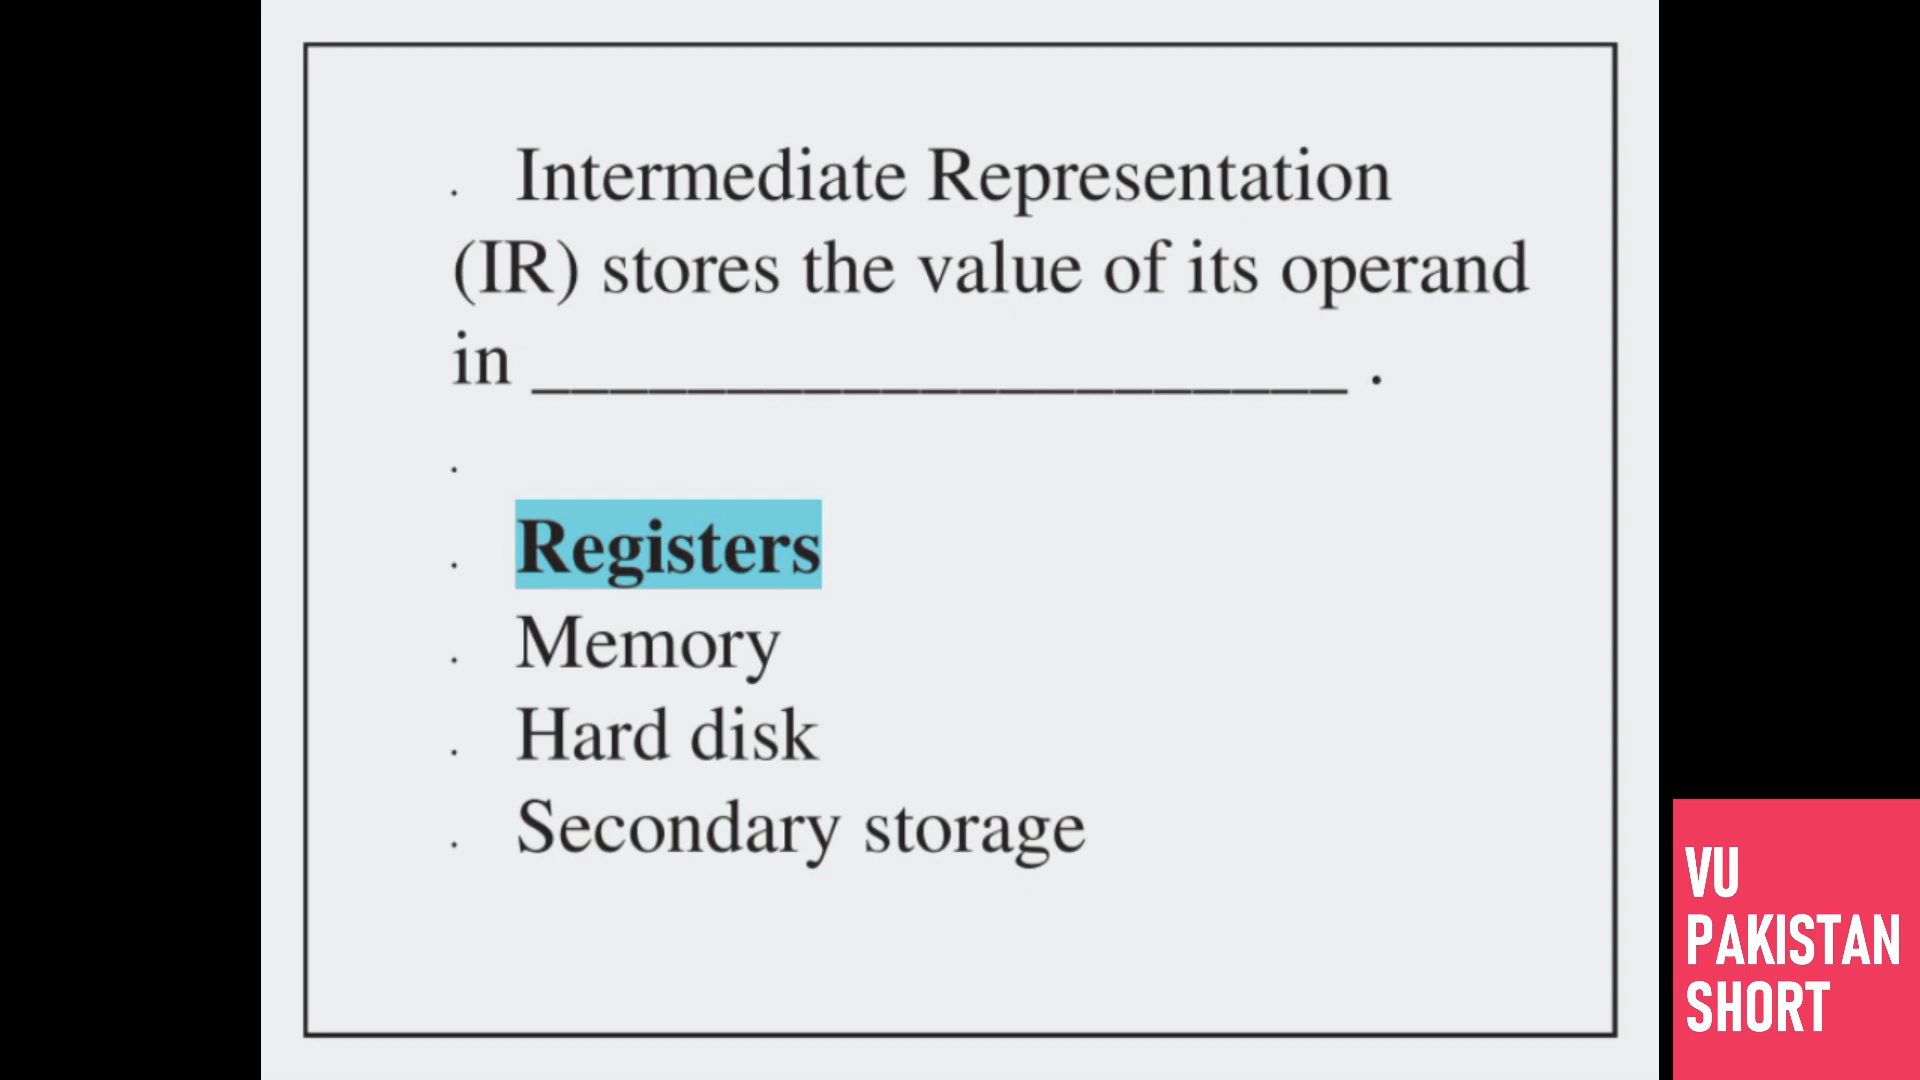 . Intermediate Representation
(IR) stores the value of its operand
in _____________________ .
.
. Registers
. Memory
. Hard disk
. Secondary storage
VU
PAKISTAN
SHORT